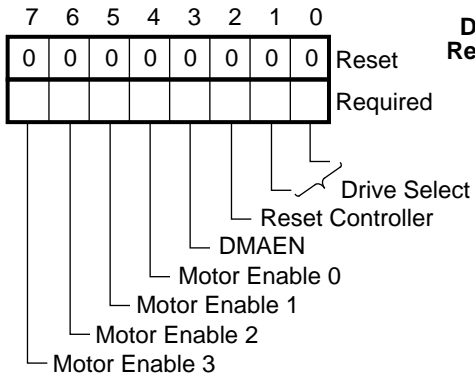 7 6 5 4 3 2 1 0
0 0 0 0 0 0 0 0 Reset
Required
Drive Select
Reset Controller
DMAEN
Motor Enable 0
Motor Enable 1
Motor Enable 2
Motor Enable 3